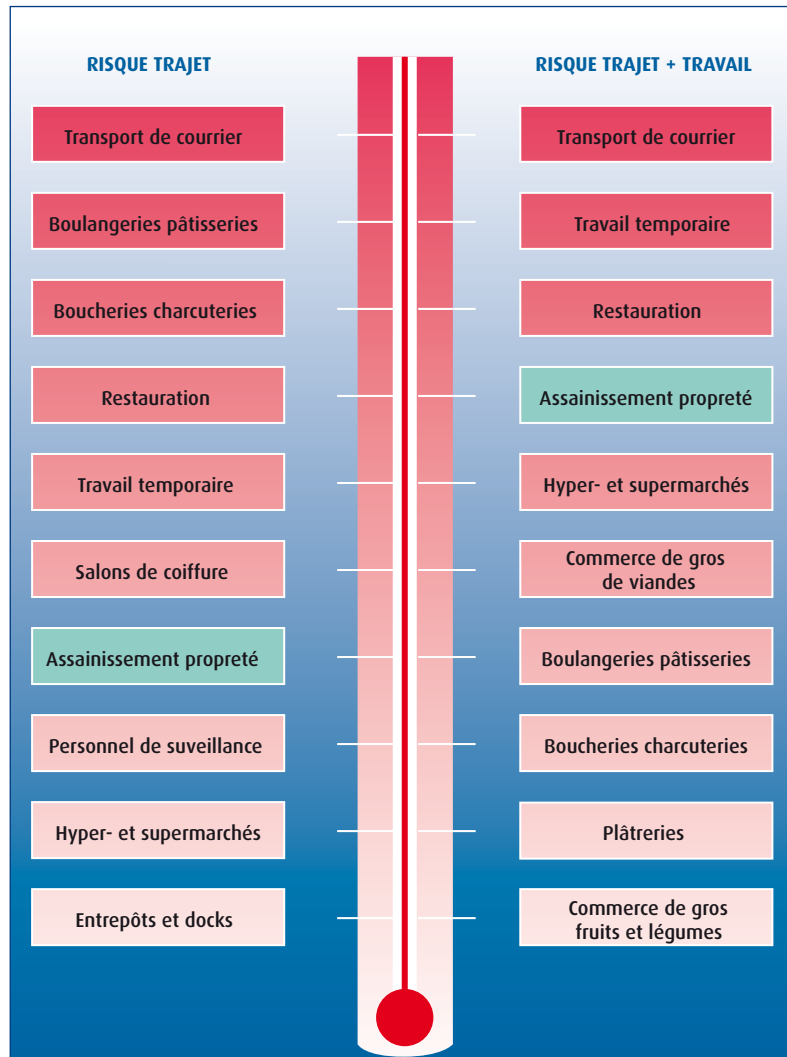 RISQUE TRAJET
RISQUE TRAJET + TRAVAIL
Transport de courrier
Transport de courrier
Boulangeries pâtisseries
Travail temporaire
Boucheries charcuteries
Restauration
Restauration
Assainissement propreté
Travail temporaire
Hyper- et supermarchés
Salons de coiffure
Commerce de gros
de viandes
Assainissement propreté
Boulangeries pâtisseries
Personnel de suveillance
Boucheries charcuteries
Hyper- et supermarchés
Plâtreries
Entrepôts et docks
Commerce de gros
fruits et légumes